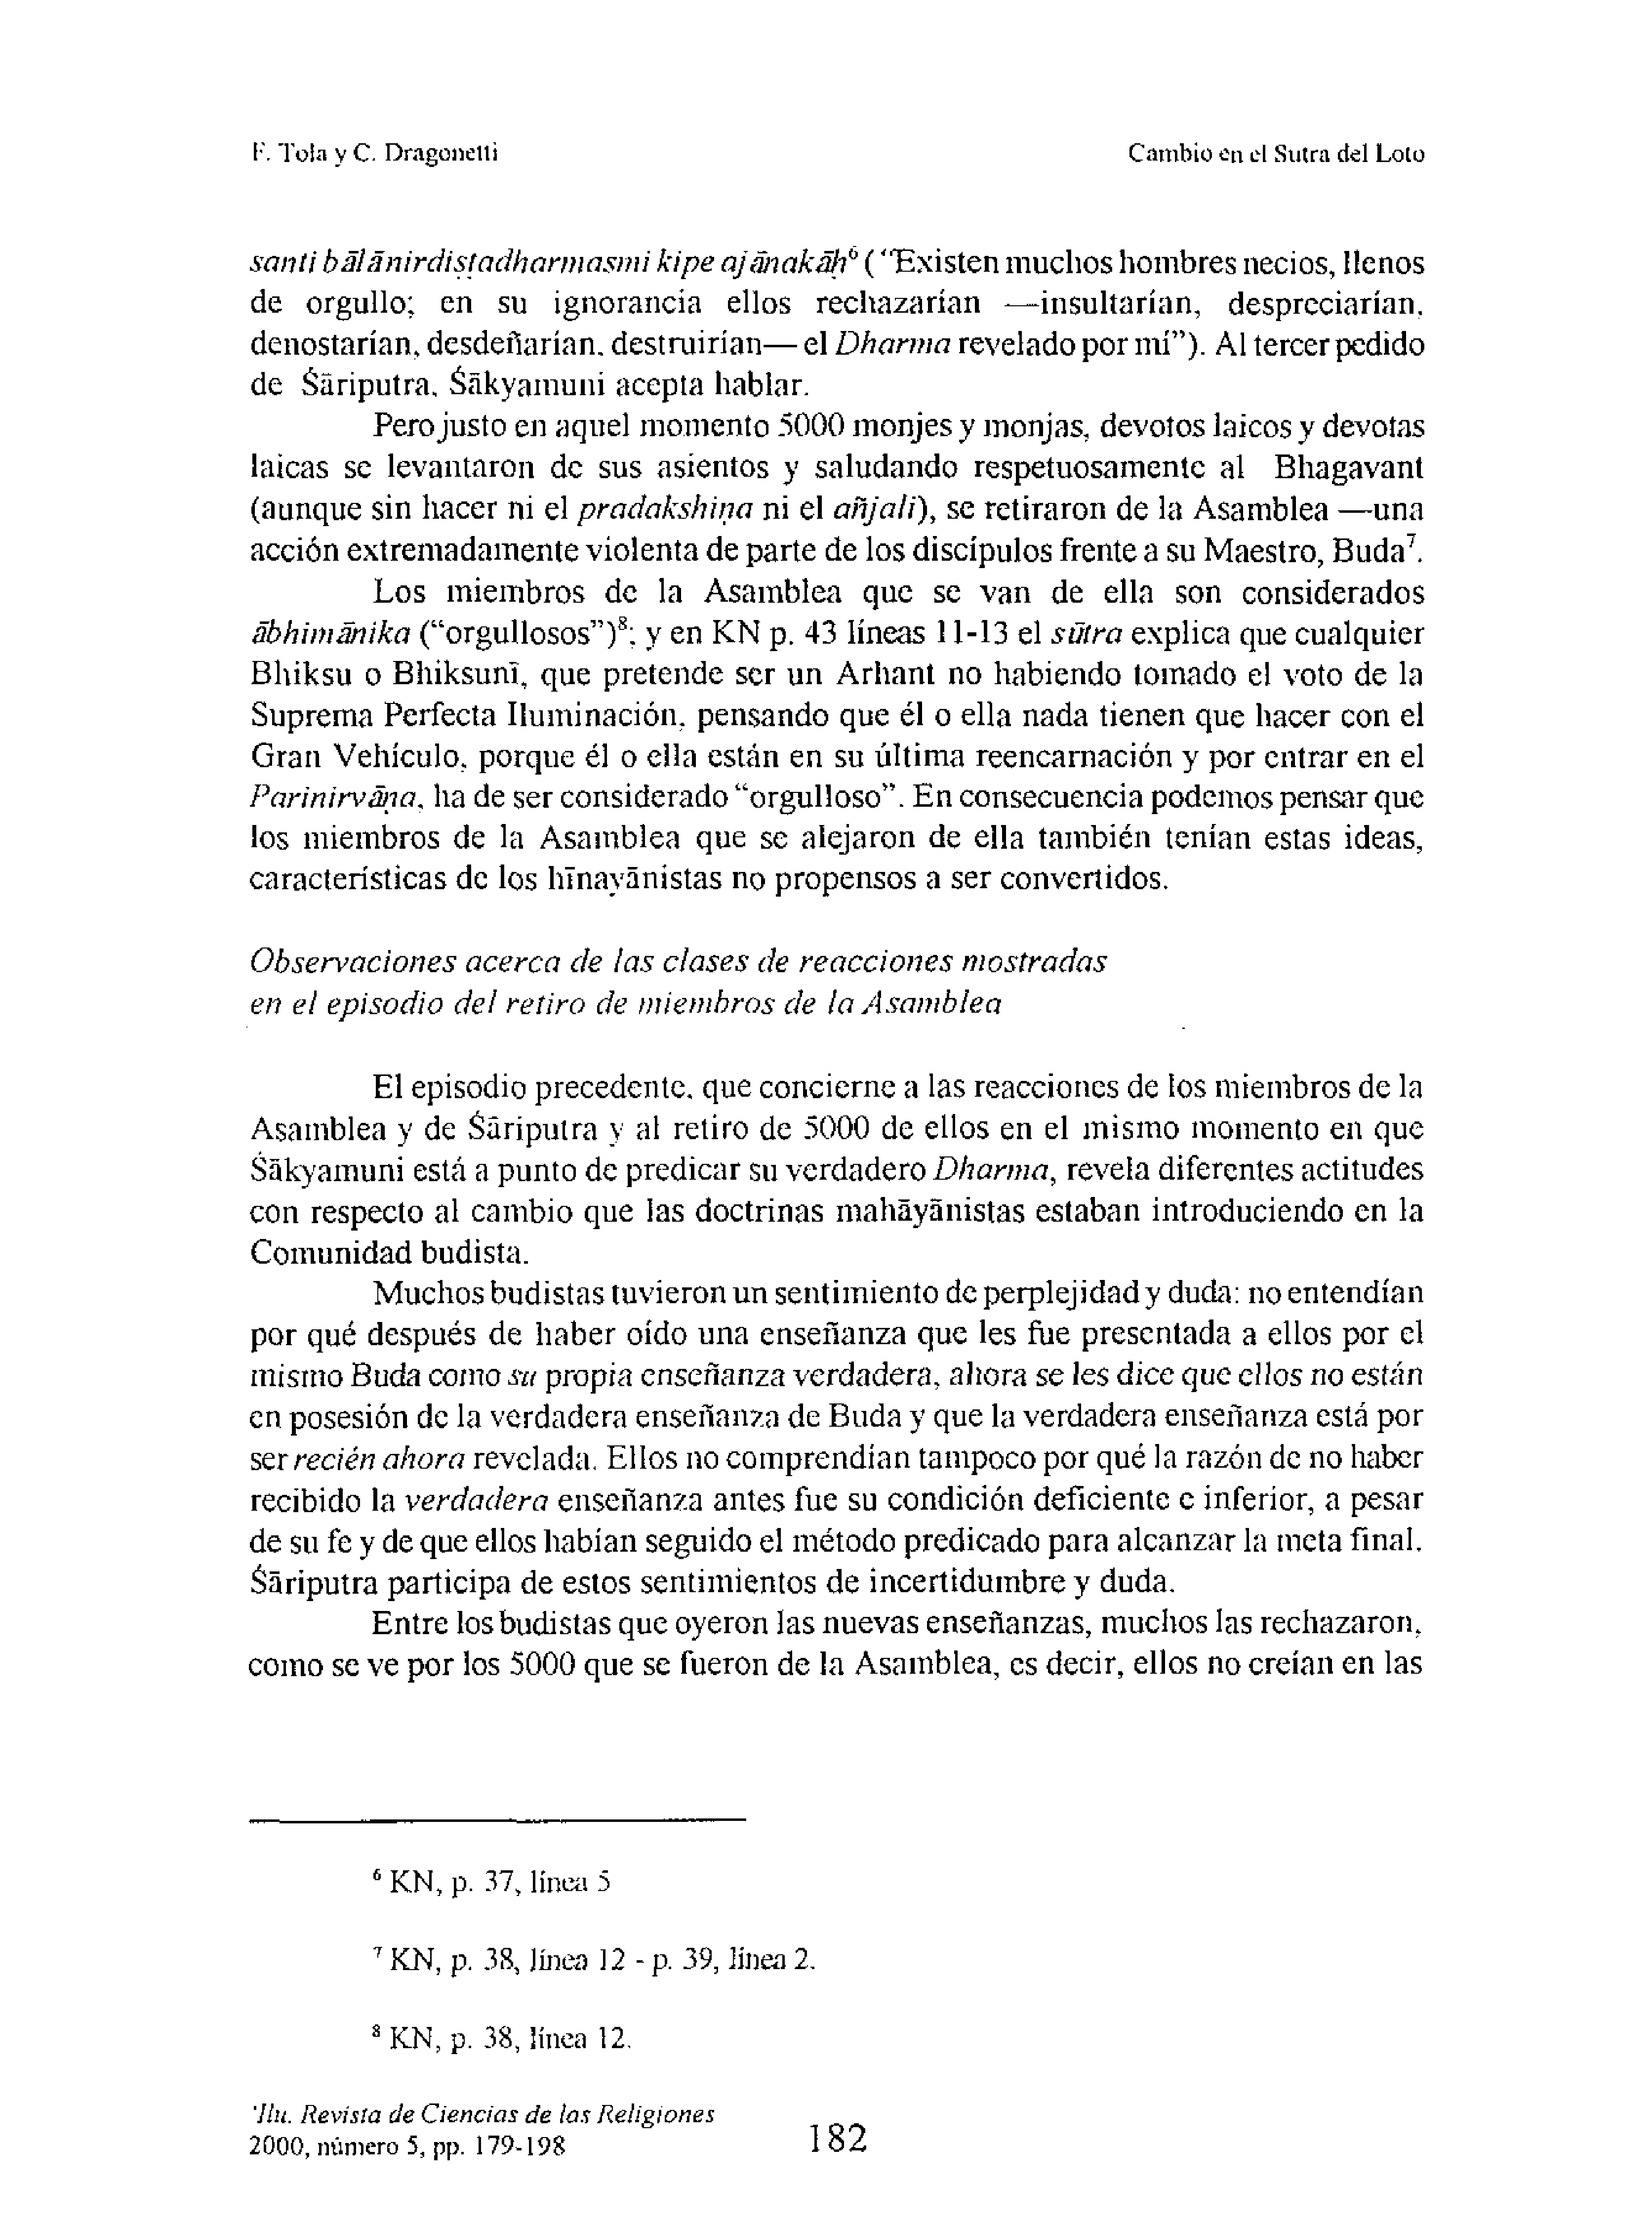 F. Tola y C. Dragonetti
Cambio en el Sutra del Loto
santi bālānirdiṣṭadharmasmi kipe ajānakāḥ⁶ (“Existen muchos hombres necios, llenos
de orgullo; en su ignorancia ellos rechazarían —insultarían, despreciarían,
denostarían, desdeñarían, destruirían— el Dharma revelado por mí”). Al tercer pedido
de Śāriputra, Śākyamuni acepta hablar.
Pero justo en aquel momento 5000 monjes y monjas, devotos laicos y devotas
laicas se levantaron de sus asientos y saludando respetuosamente al Bhagavant
(aunque sin hacer ni el pradakshiṇa ni el añjali), se retiraron de la Asamblea —una
acción extremadamente violenta de parte de los discípulos frente a su Maestro, Buda⁷.
Los miembros de la Asamblea que se van de ella son considerados
ābhimānika (“orgullosos”)⁸; y en KN p. 43 líneas 11-13 el sūtra explica que cualquier
Bhiksu o Bhiksunī, que pretende ser un Arhant no habiendo tomado el voto de la
Suprema Perfecta Iluminación, pensando que él o ella nada tienen que hacer con el
Gran Vehículo, porque él o ella están en su última reencarnación y por entrar en el
Parinirvāṇa, ha de ser considerado “orgulloso”. En consecuencia podemos pensar que
los miembros de la Asamblea que se alejaron de ella también tenían estas ideas,
características de los hīnayānistas no propensos a ser convertidos.
Observaciones acerca de las clases de reacciones mostradas
en el episodio del retiro de miembros de la Asamblea
El episodio precedente, que concierne a las reacciones de los miembros de la
Asamblea y de Śāriputra y al retiro de 5000 de ellos en el mismo momento en que
Śākyamuni está a punto de predicar su verdadero Dharma, revela diferentes actitudes
con respecto al cambio que las doctrinas mahāyānistas estaban introduciendo en la
Comunidad budista.
Muchos budistas tuvieron un sentimiento de perplejidad y duda: no entendían
por qué después de haber oído una enseñanza que les fue presentada a ellos por el
mismo Buda como su propia enseñanza verdadera, ahora se les dice que ellos no están
en posesión de la verdadera enseñanza de Buda y que la verdadera enseñanza está por
ser recién ahora revelada. Ellos no comprendían tampoco por qué la razón de no haber
recibido la verdadera enseñanza antes fue su condición deficiente e inferior, a pesar
de su fe y de que ellos habían seguido el método predicado para alcanzar la meta final.
Śāriputra participa de estos sentimientos de incertidumbre y duda.
Entre los budistas que oyeron las nuevas enseñanzas, muchos las rechazaron,
como se ve por los 5000 que se fueron de la Asamblea, es decir, ellos no creían en las
⁶ KN, p. 37, línea 5
⁷ KN, p. 38, línea 12 - p. 39, línea 2.
⁸ KN, p. 38, línea 12.
'Ilu. Revista de Ciencias de las Religiones
2000, número 5, pp. 179-198
182